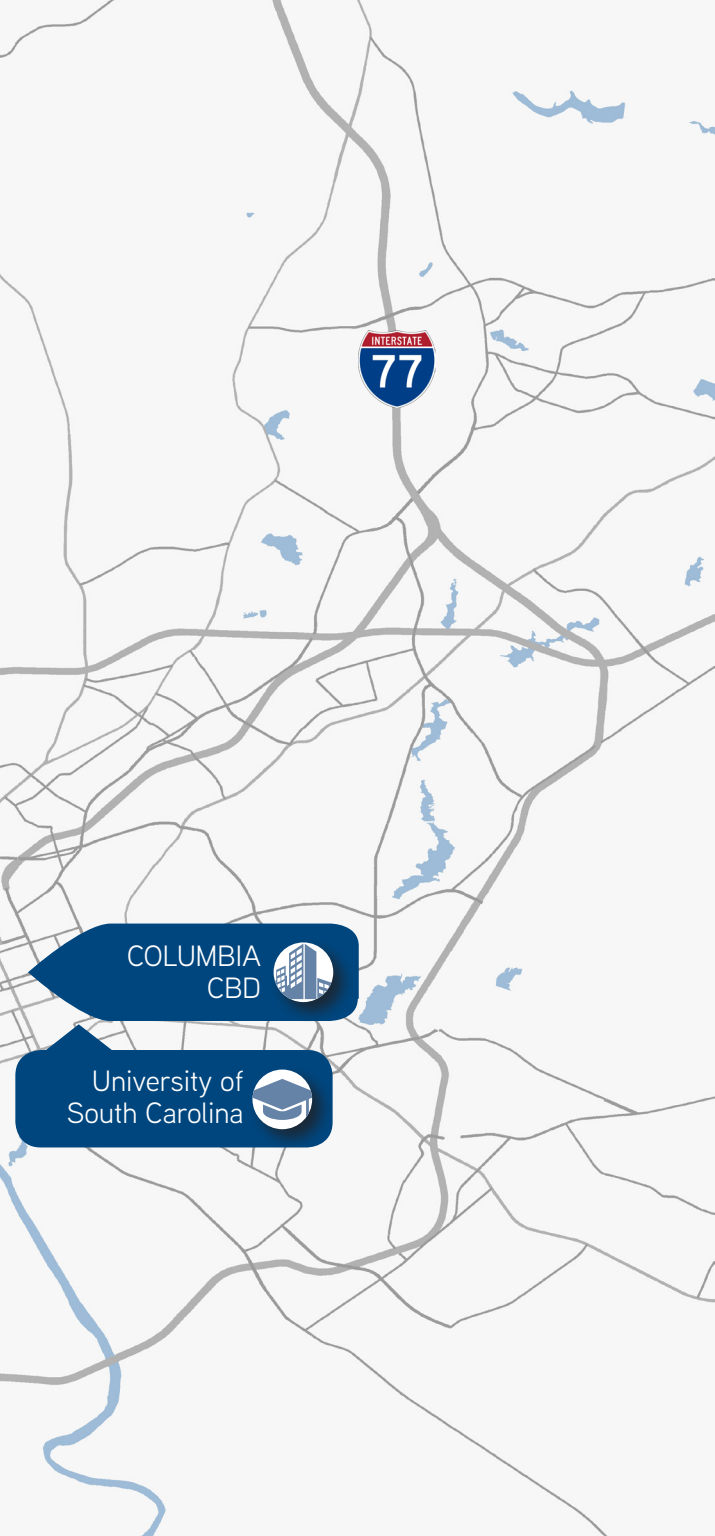 INTERSTATE
77
COLUMBIA
CBD
University of
South Carolina